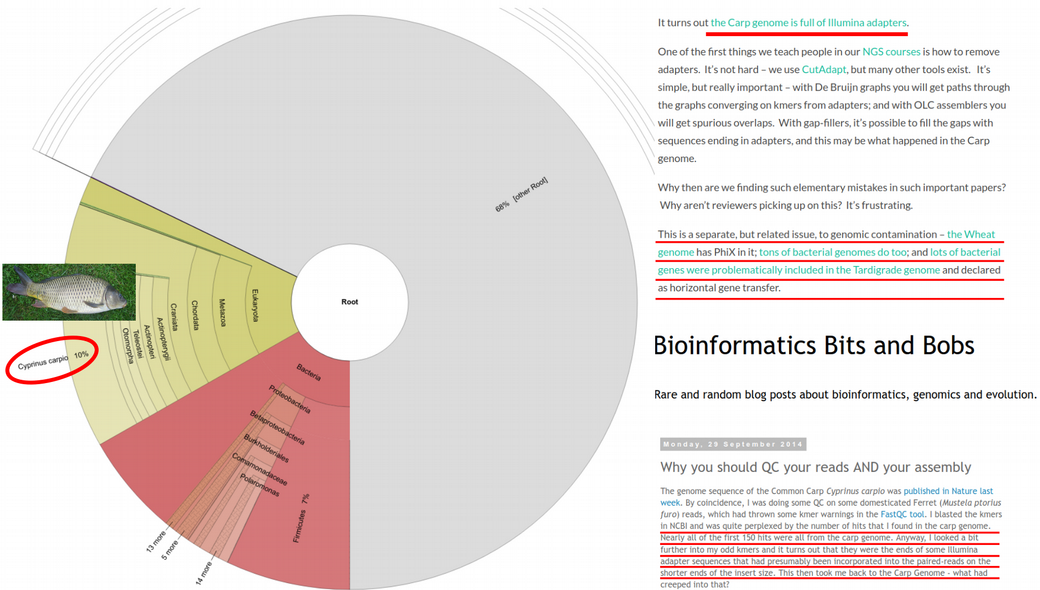 68% [other Root]
Root
Eukaryota
Metazoa
Chordata
Craniata
Actinopterygii
Actinopteri
Teleostei
Otomorpha
Cyprinus carpio 10%
Bacteria
Proteobacteria
Betaproteobacteria
Burkholderiales
Comamonadaceae
Polaromonas
Firmicutes 7%
13 more
5 more
14 more
It turns out the Carp genome is full of Illumina adapters.
One of the first things we teach people in our NGS courses is how to remove
adapters. It's not hard – we use CutAdapt, but many other tools exist. It's
simple, but really important – with De Bruijn graphs you will get paths through
the graphs converging on kmers from adapters; and with OLC assemblers you
will get spurious overlaps. With gap-fillers, it's possible to fill the gaps with
sequences ending in adapters, and this may be what happened in the Carp
genome.
Why then are we finding such elementary mistakes in such important papers?
Why aren't reviewers picking up on this? It's frustrating.
This is a separate, but related issue, to genomic contamination – the Wheat
genome has PhiX in it; tons of bacterial genomes do too; and lots of bacterial
genes were problematically included in the Tardigrade genome and declared
as horizontal gene transfer.
Bioinformatics Bits and Bobs
Rare and random blog posts about bioinformatics, genomics and evolution.
Monday, 29 September 2014
Why you should QC your reads AND your assembly
The genome sequence of the Common Carp Cyprinus carpio was published in Nature last
week. By coincidence, I was doing some QC on some domesticated Ferret (Mustela ptorius
furo) reads, which had thrown some kmer warnings in the FastQC tool. I blasted the kmers
in NCBI and was quite perplexed by the number of hits that I found in the carp genome.
Nearly all of the first 150 hits were all from the carp genome. Anyway, I looked a bit
further into my odd kmers and it turns out that they were the ends of some Illumina
adapter sequences that had presumably been incorporated into the paired-reads on the
shorter ends of the insert size. This then took me back to the Carp Genome - what had
creeped into that?